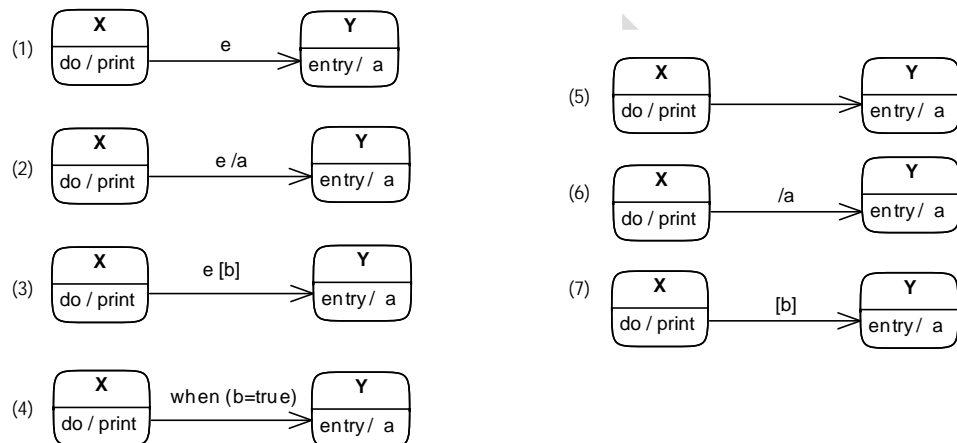 (1)
X
do / print
e
Y
entry / a
(2)
X
do / print
e /a
Y
entry / a
(3)
X
do / print
e [b]
Y
entry / a
(4)
X
do / print
when (b=true)
Y
entry / a
(5)
X
do / print
Y
entry / a
(6)
X
do / print
/a
Y
entry / a
(7)
X
do / print
[b]
Y
entry / a